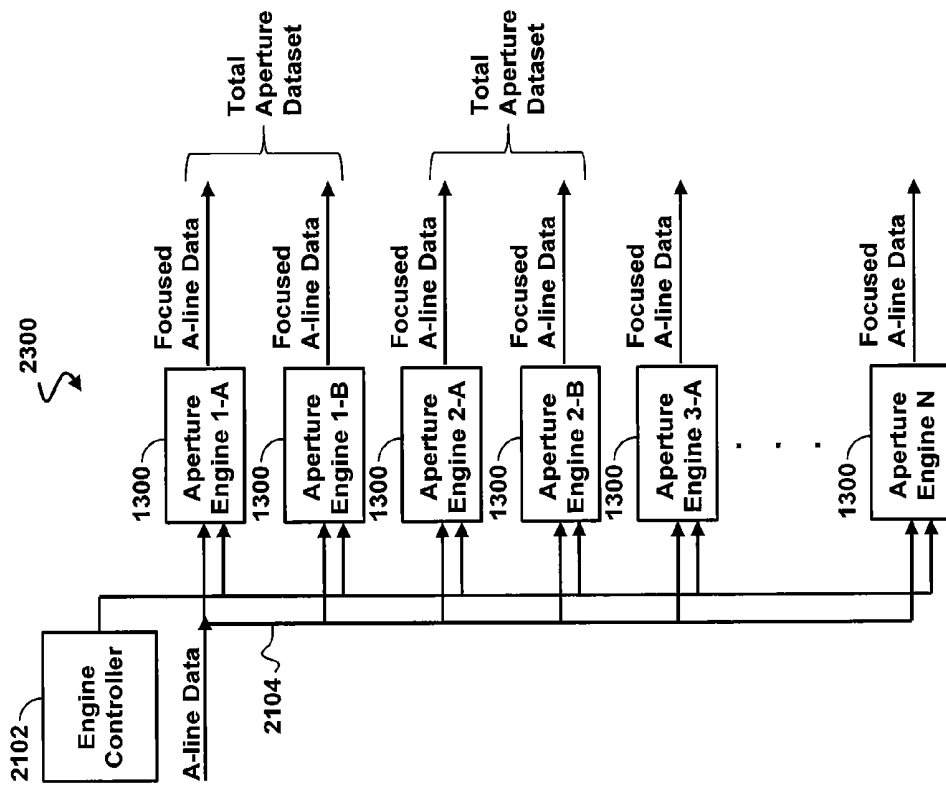 2300
2102
Engine
Controller
A-line Data
2104
1300
Aperture
Engine 1-A
Focused
A-line Data
1300
Aperture
Engine 1-B
Focused
A-line Data
Total
Aperture
Dataset
1300
Aperture
Engine 2-A
Focused
A-line Data
1300
Aperture
Engine 2-B
Focused
A-line Data
Total
Aperture
Dataset
1300
Aperture
Engine 3-A
Focused
A-line Data
. . .
1300
Aperture
Engine N
Focused
A-line Data